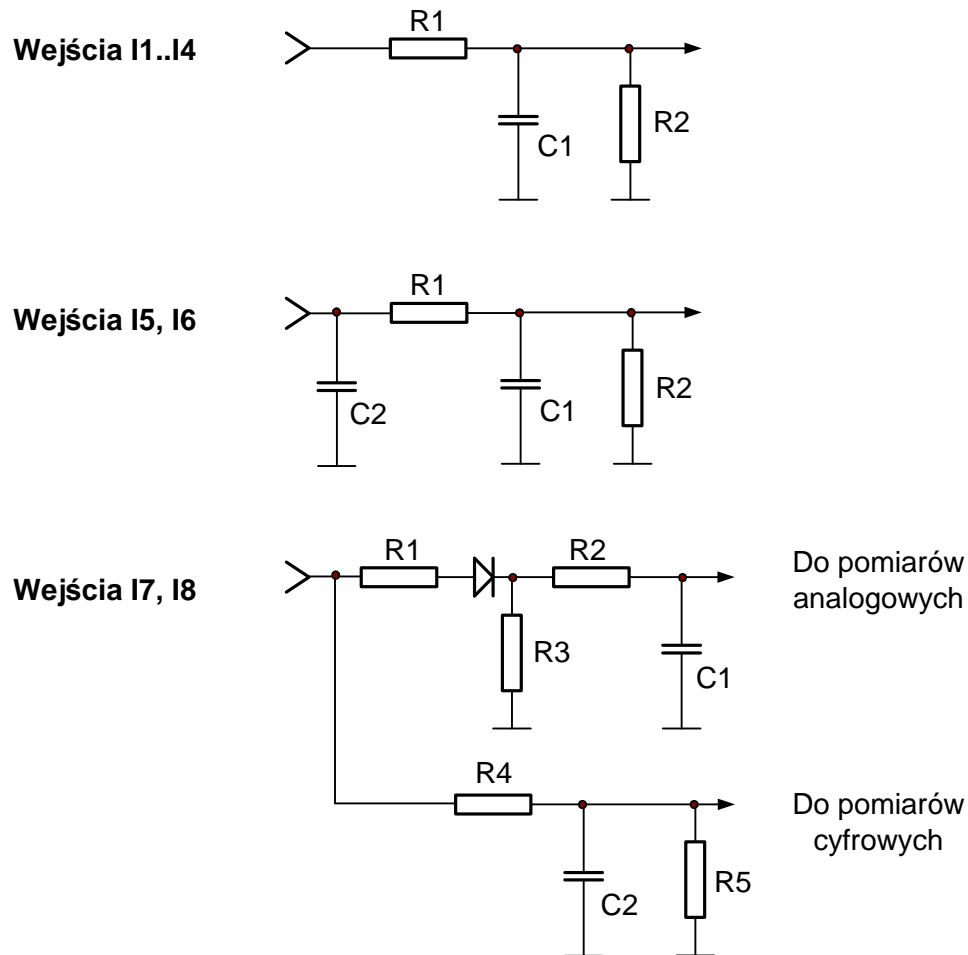 R1
Wejścia I1..I4
C1
R2
R1
Wejścia I5, I6
C2
C1
R2
R1
R2
Wejścia I7, I8
Do pomiarów
analogowych
R3
C1
R4
Do pomiarów
cyfrowych
C2
R5